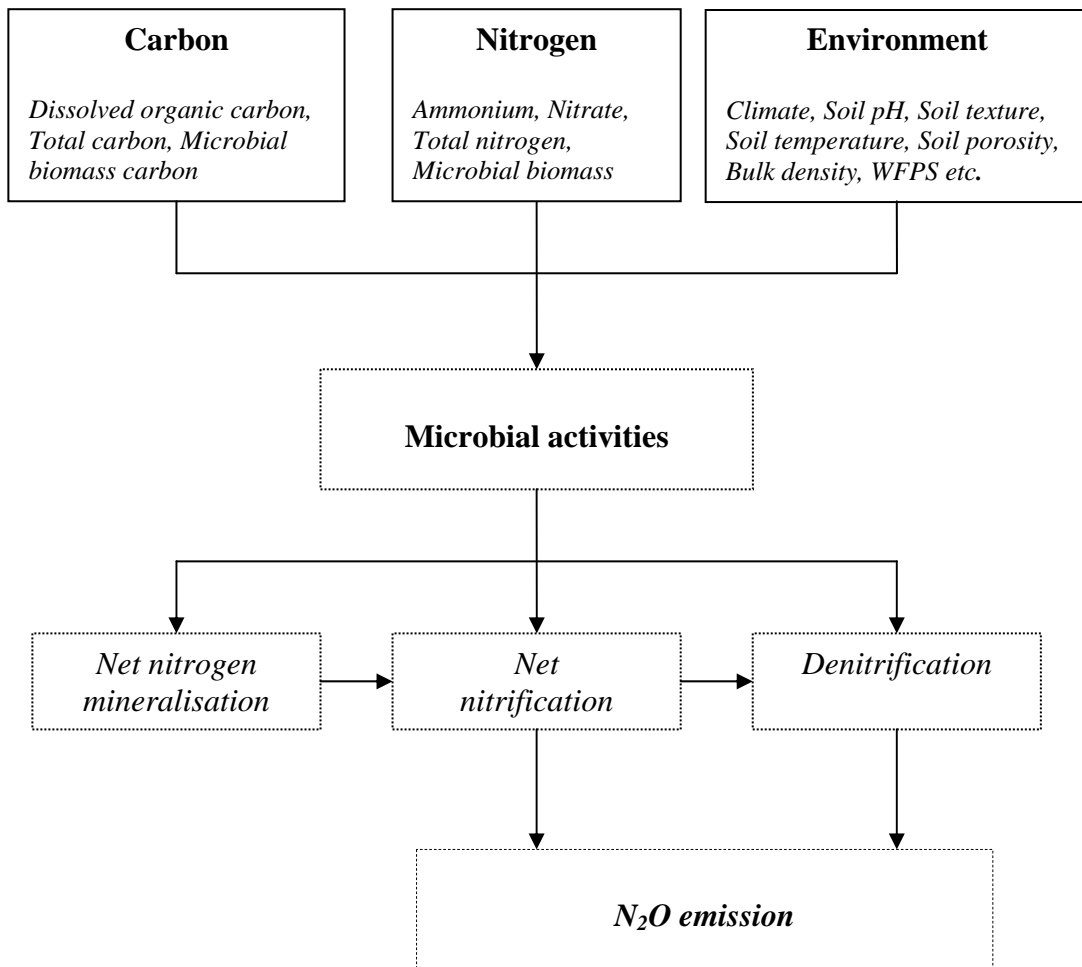 Carbon
Dissolved organic carbon,
Total carbon, Microbial
biomass carbon
Nitrogen
Ammonium, Nitrate,
Total nitrogen,
Microbial biomass
Environment
Climate, Soil pH, Soil texture,
Soil temperature, Soil porosity,
Bulk density, WFPS etc.
Microbial activities
Net nitrogen
mineralisation
Net
nitrification
Denitrification
N₂O emission